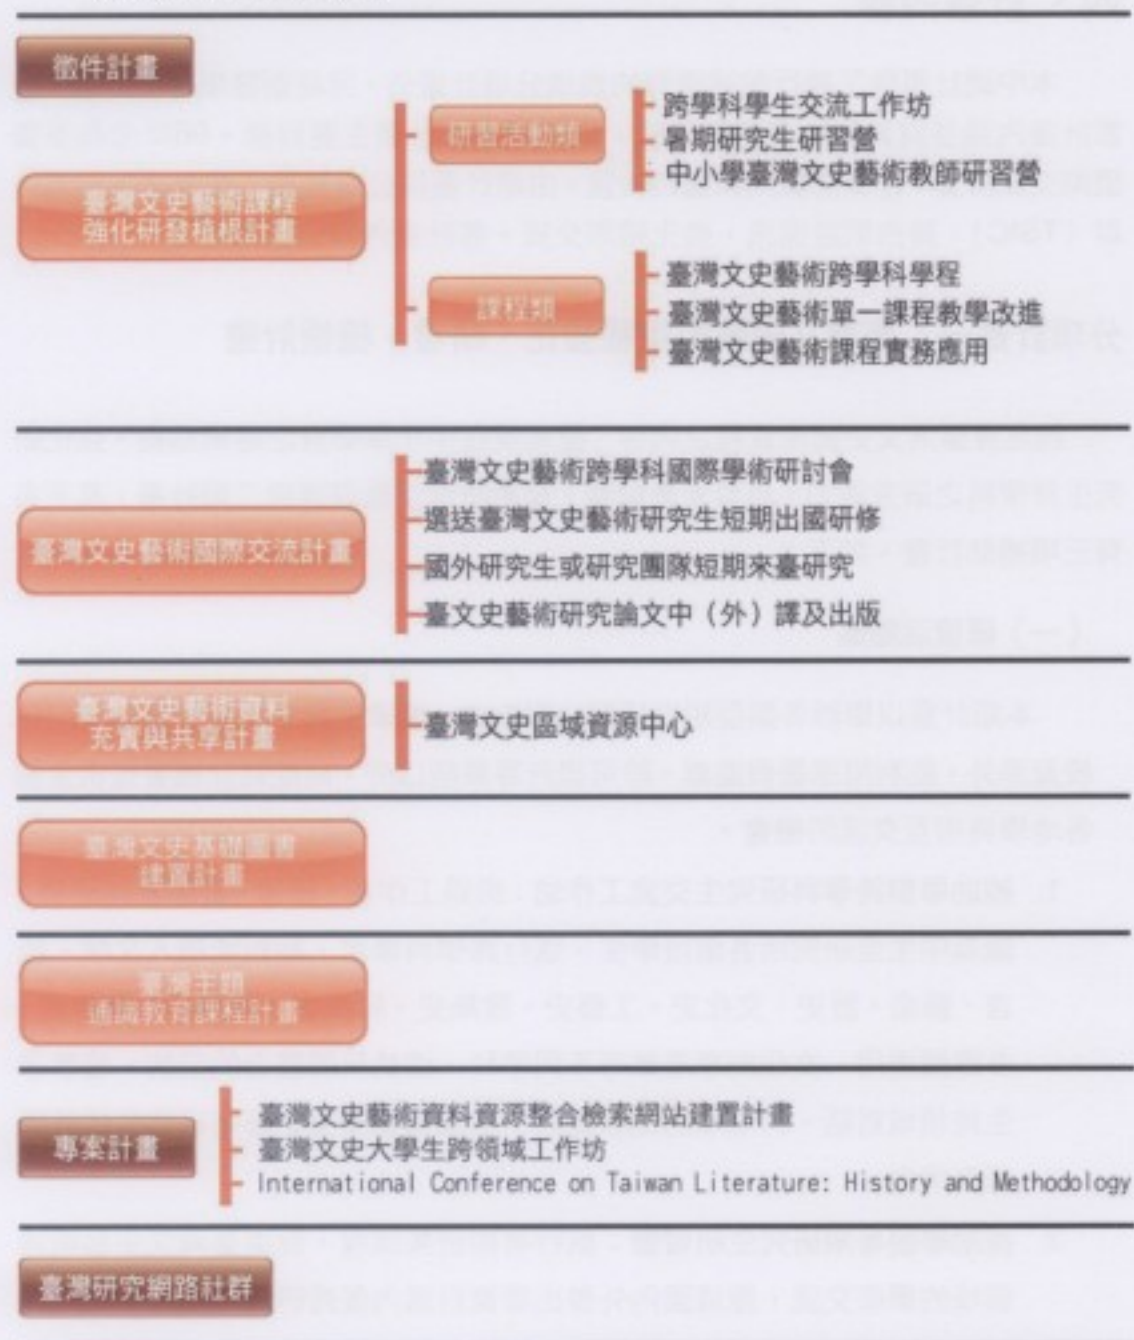 徵件計畫
臺灣文史藝術課程
強化研發植根計畫
研習活動類
跨學科學生交流工作坊
暑期研究生研習營
中小學臺灣文史藝術教師研習營
課程類
臺灣文史藝術跨學科學程
臺灣文史藝術單一課程教學改進
臺灣文史藝術課程實務應用
臺灣文史藝術國際交流計畫
臺灣文史藝術跨學科國際學術研討會
選送臺灣文史藝術研究生短期出國研修
國外研究生或研究團隊短期來臺研究
臺文史藝術研究論文中（外）譯及出版
臺灣文史藝術資料
充實與共享計畫
臺灣文史區域資源中心
臺灣文史基礎圖書
建置計畫
臺灣主題
通識教育課程計畫
專案計畫
臺灣文史藝術資料資源整合檢索網站建置計畫
臺灣文史大學生跨領域工作坊
International Conference on Taiwan Literature: History and Methodology
臺灣研究網路社群